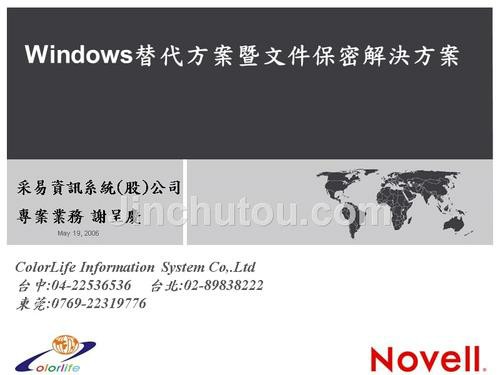 Windows替代方案暨文件保密解決方案
采易資訊系統(股)公司
專案業務 謝呈慶
May 19, 2006
Jinchutou.com
ColorLife Information System Co,.Ltd
台中:04-22536536 台北:02-89838222
東莞:0769-22319776
Colorlife
Novell.